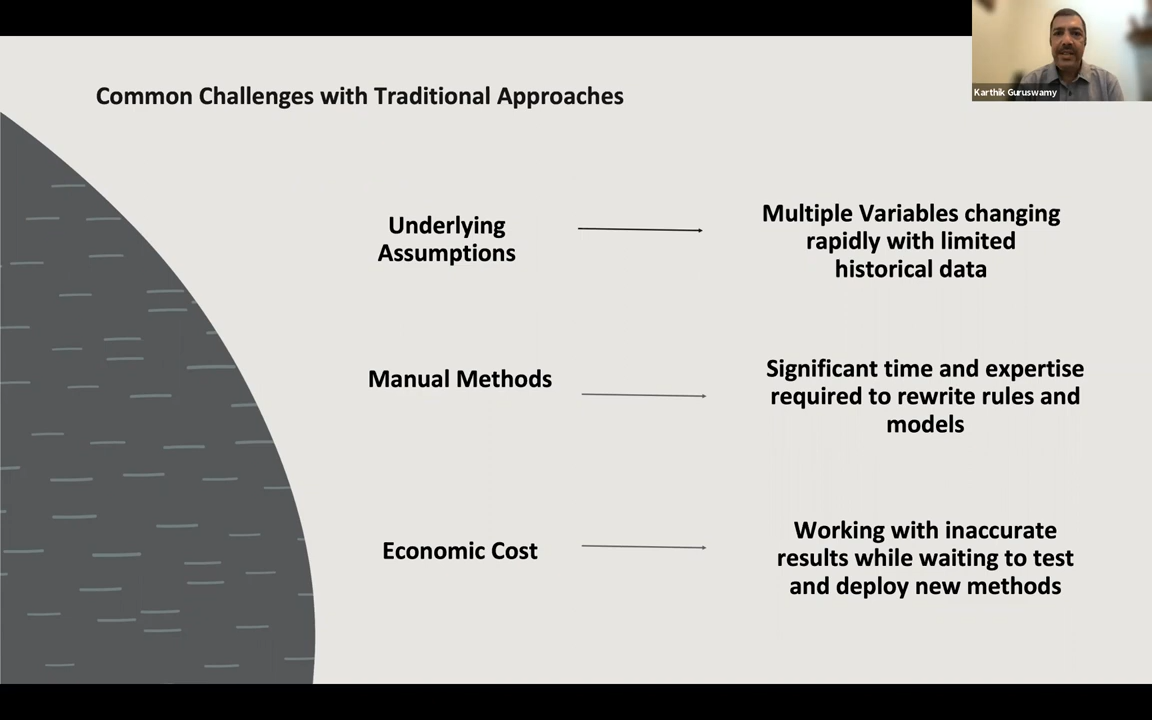 Common Challenges with Traditional Approaches
Karthik Guruswamy
Underlying
Assumptions
Multiple Variables changing
rapidly with limited
historical data
Manual Methods
Significant time and expertise
required to rewrite rules and
models
Economic Cost
Working with inaccurate
results while waiting to test
and deploy new methods